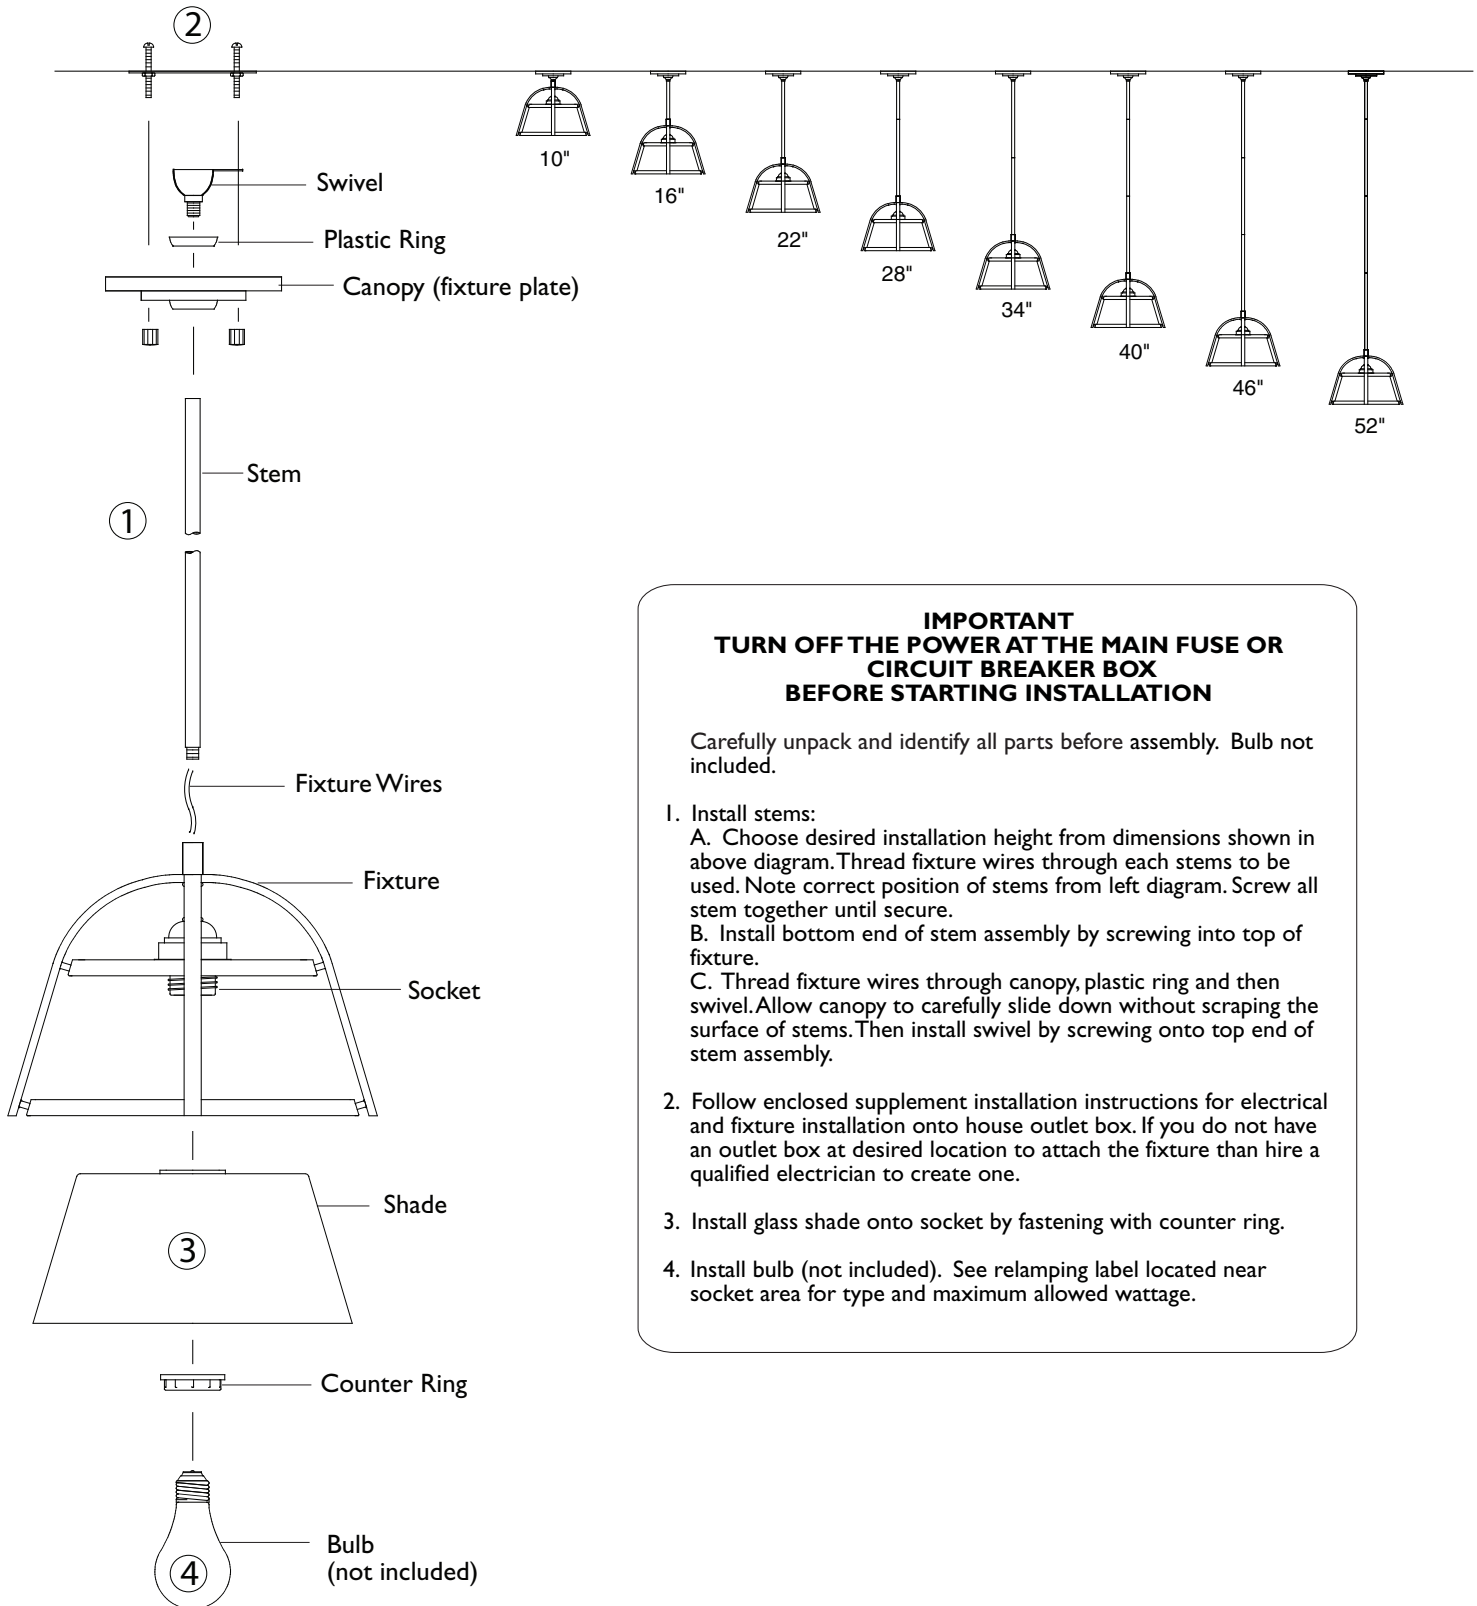 2
10"
16"
22"
28"
34"
40"
46"
52"
Swivel
Plastic Ring
Canopy (fixture plate)
Stem
1
Fixture Wires
Fixture
Socket
Shade
3
Counter Ring
Bulb
(not included)
4
IMPORTANT
TURN OFF THE POWER AT THE MAIN FUSE OR
CIRCUIT BREAKER BOX
BEFORE STARTING INSTALLATION
Carefully unpack and identify all parts before assembly. Bulb not
included.
1. Install stems:
A. Choose desired installation height from dimensions shown in
above diagram. Thread fixture wires through each stems to be
used. Note correct position of stems from left diagram. Screw all
stem together until secure.
B. Install bottom end of stem assembly by screwing into top of
fixture.
C. Thread fixture wires through canopy, plastic ring and then
swivel. Allow canopy to carefully slide down without scraping the
surface of stems. Then install swivel by screwing onto top end of
stem assembly.
2. Follow enclosed supplement installation instructions for electrical
and fixture installation onto house outlet box. If you do not have
an outlet box at desired location to attach the fixture than hire a
qualified electrician to create one.
3. Install glass shade onto socket by fastening with counter ring.
4. Install bulb (not included). See relamping label located near
socket area for type and maximum allowed wattage.